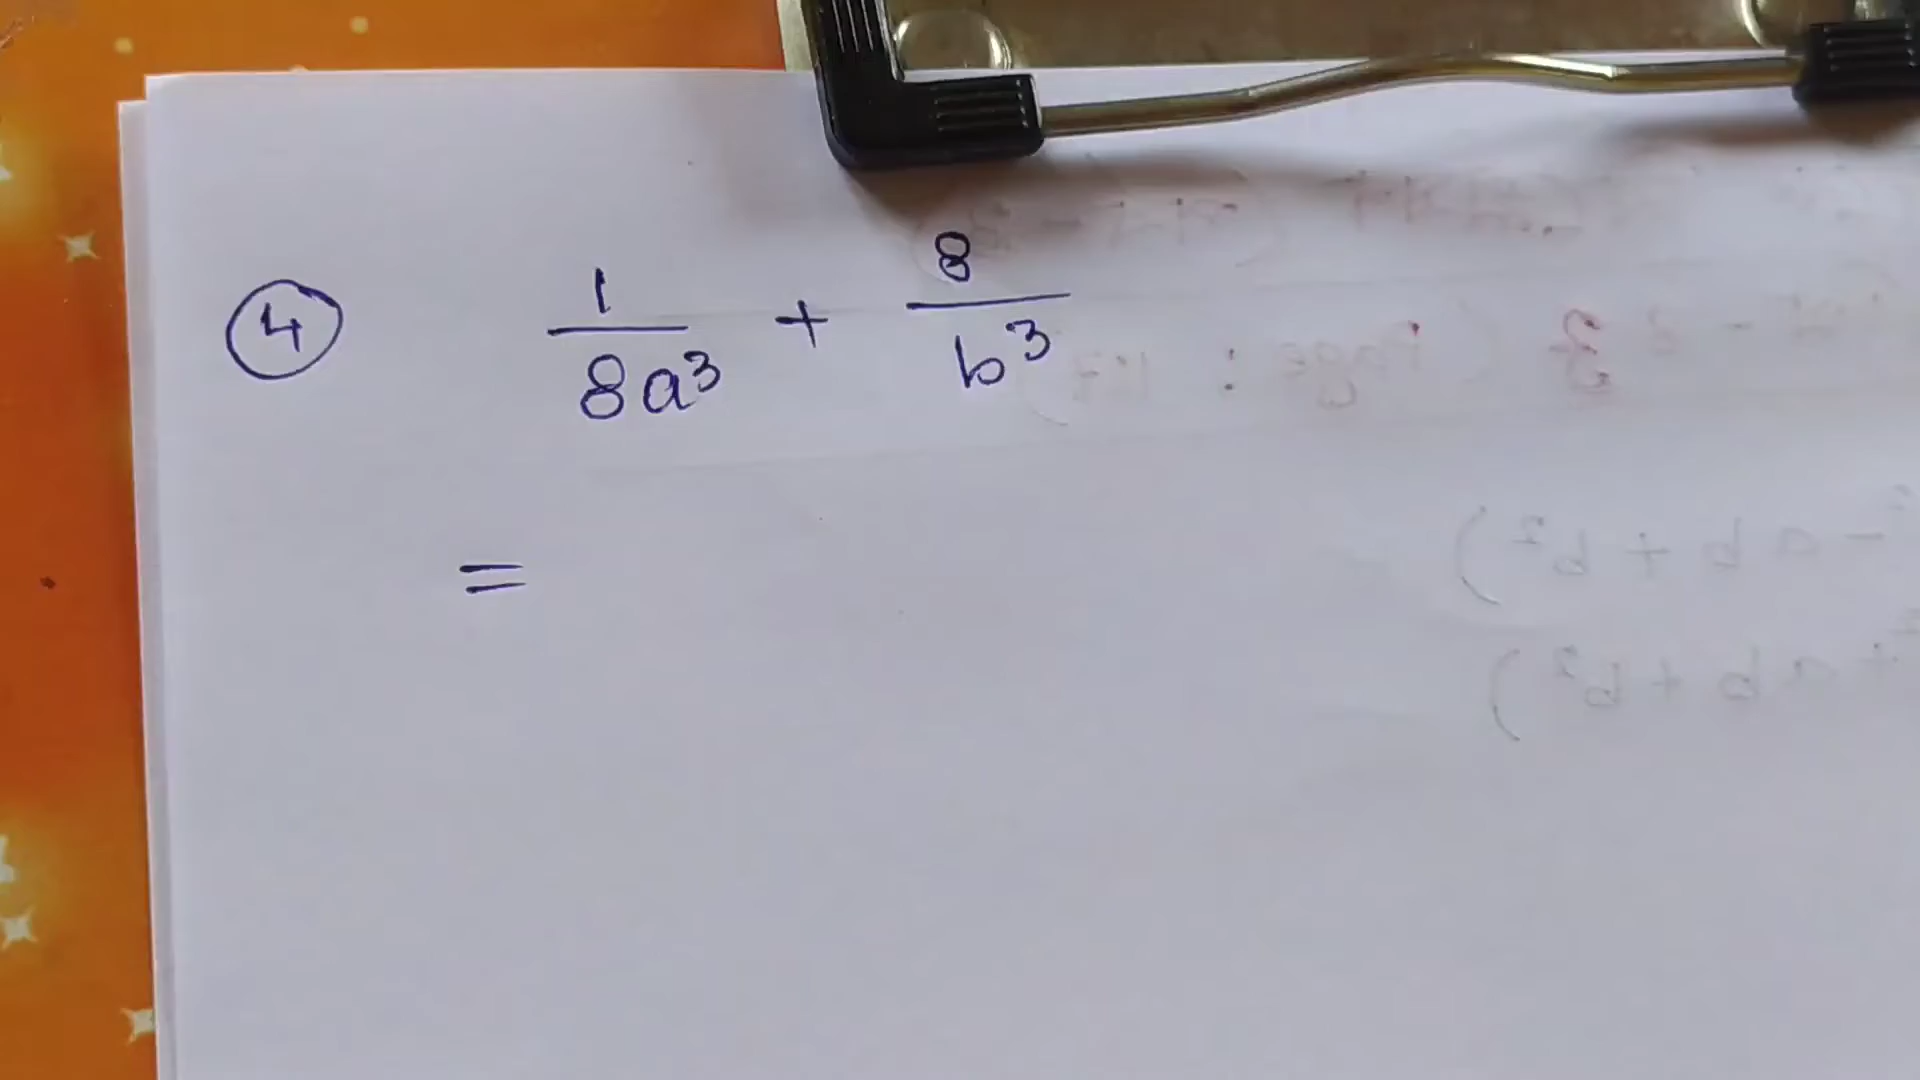 ④ 1/8a³ + 8/b³
=